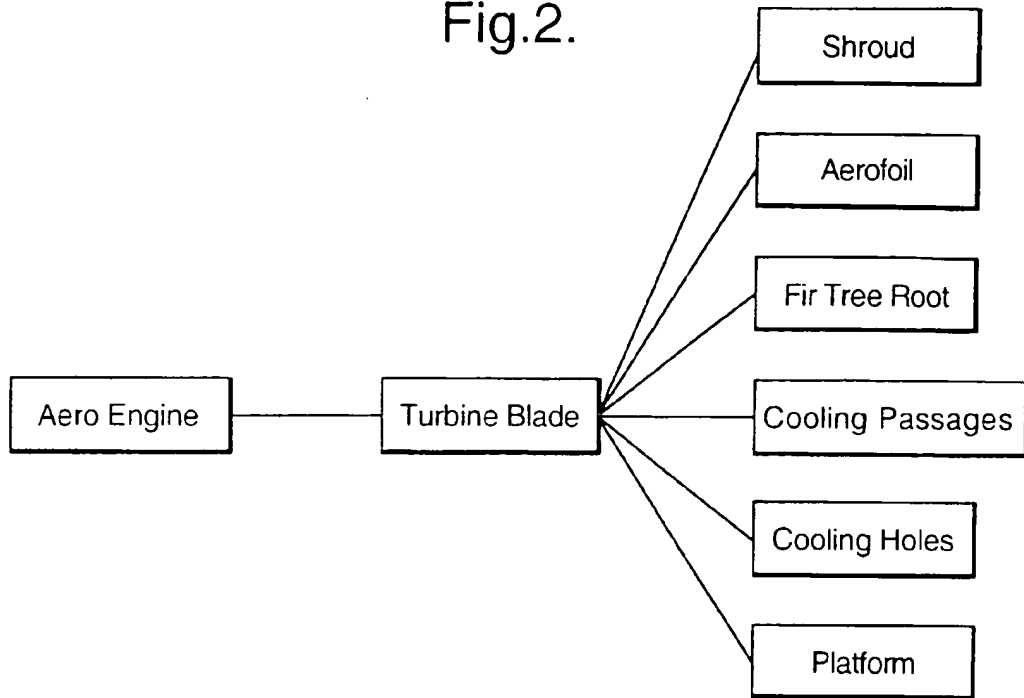 Fig.2.
Shroud
Aerofoil
Fir Tree Root
Aero Engine
Turbine Blade
Cooling Passages
Cooling Holes
Platform